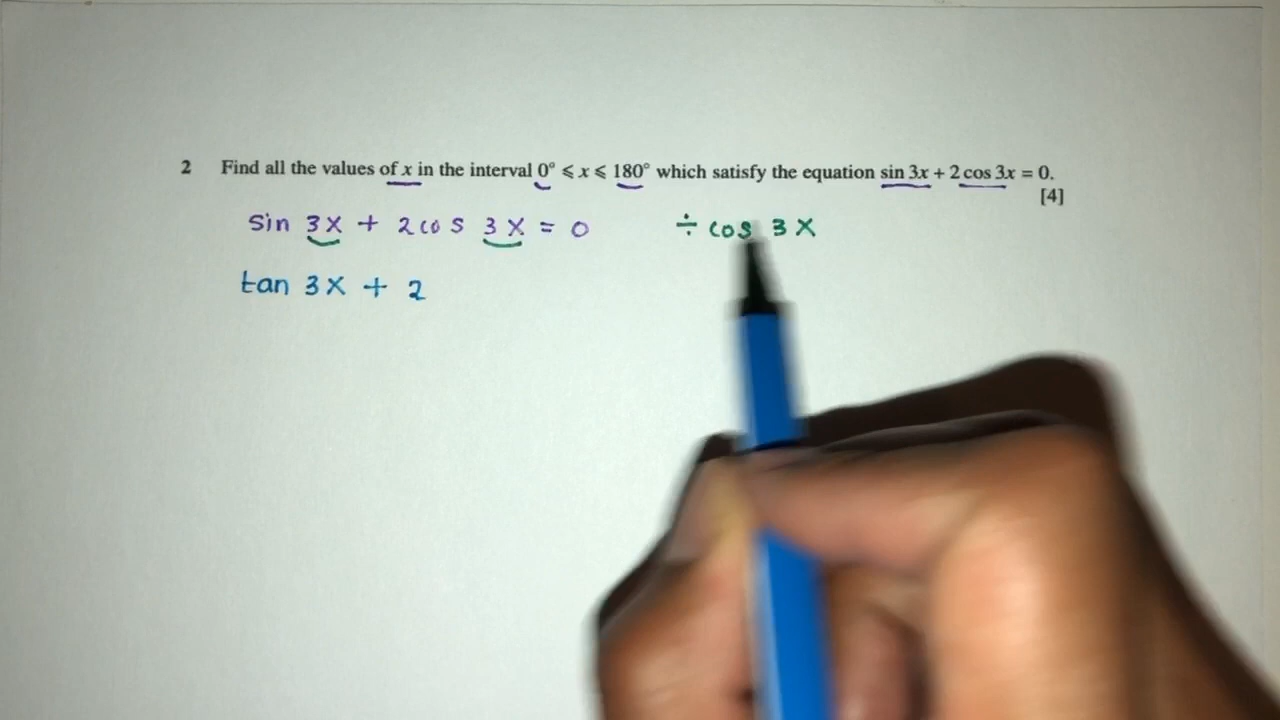 2 Find all the values of x in the interval 0° ⩽ x ⩽ 180° which satisfy the equation sin 3x + 2 cos 3x = 0.
[4]
sin 3x + 2cos 3x = 0 ÷ cos 3x
tan 3x + 2